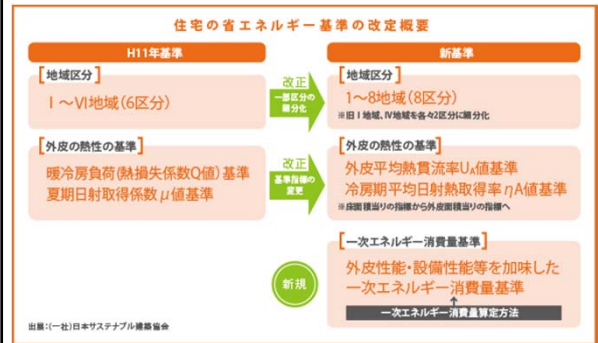 住宅の省エネルギー基準の改定概要
H11年基準
[地域区分]
Ⅰ〜Ⅵ地域(6区分)
[外皮の熱性の基準]
暖冷房負荷(熱損失係数Q値)基準
夏期日射取得係数μ値基準
改正
一部区分の
細分化
改正
基準指標の
変更
新規
新基準
[地域区分]
1〜8地域(8区分)
※旧Ⅰ地域、Ⅳ地域を各々2区分に細分化
[外皮の熱性の基準]
外皮平均熱貫流率UA値基準
冷房期平均日射熱取得率ηA値基準
※床面積当りの指標から外皮面積当りの指標へ
[一次エネルギー消費量基準]
外皮性能・設備性能等を加味した
一次エネルギー消費量基準
↑
一次エネルギー消費量算定方法
出展:(一社)日本サステナブル建築協会